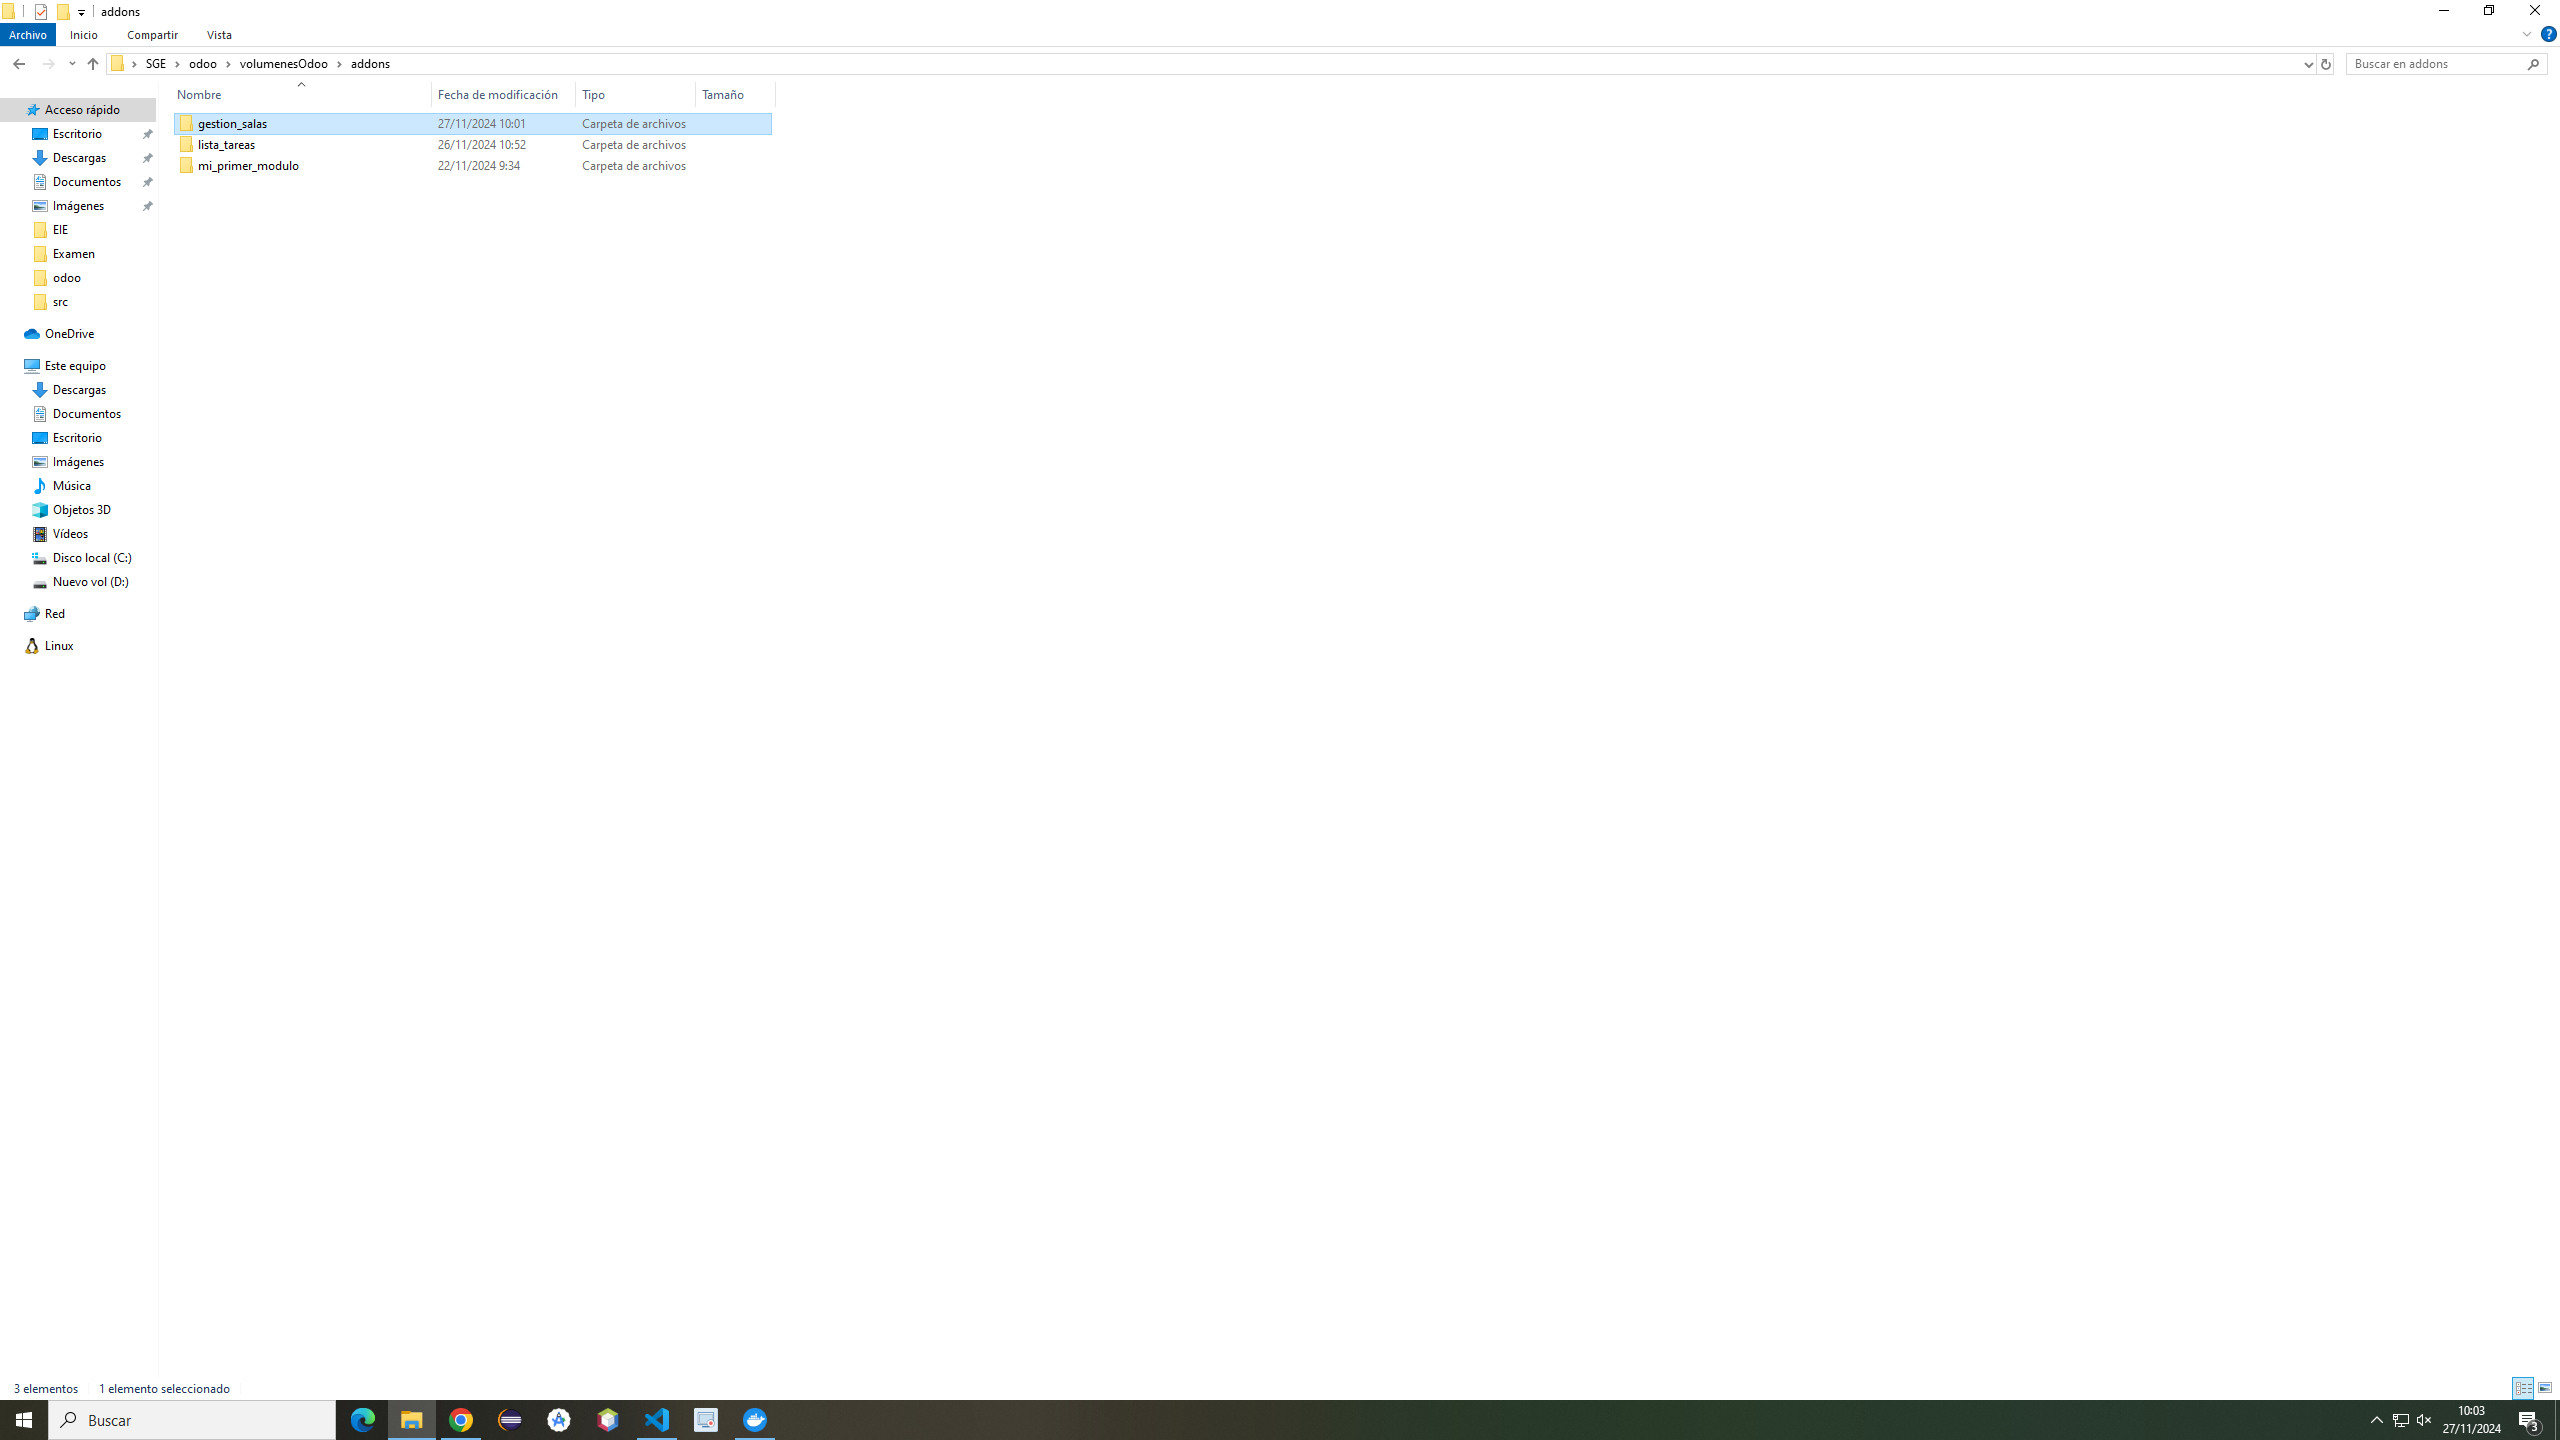 addons
Archivo Inicio Compartir Vista
SGE odoo volumenesOdoo addons
Buscar en addons
Nombre Fecha de modificación Tipo Tamaño
gestion_salas 27/11/2024 10:01 Carpeta de archivos
lista_tareas 26/11/2024 10:52 Carpeta de archivos
mi_primer_modulo 22/11/2024 9:34 Carpeta de archivos
Acceso rápido
Escritorio
Descargas
Documentos
Imágenes
EIE
Examen
odoo
src
OneDrive
Este equipo
Descargas
Documentos
Escritorio
Imágenes
Música
Objetos 3D
Vídeos
Disco local (C:)
Nuevo vol (D:)
Red
Linux
3 elementos 1 elemento seleccionado
Buscar
10:03
27/11/2024
3